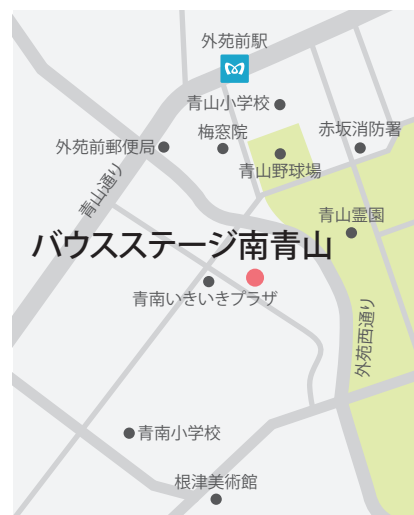 外苑前駅
青山小学校
外苑前郵便局
梅窓院
赤坂消防署
青山野球場
青山通り
青山霊園
バウスステージ南青山
青南いきいきプラザ
外苑西通り
青南小学校
根津美術館